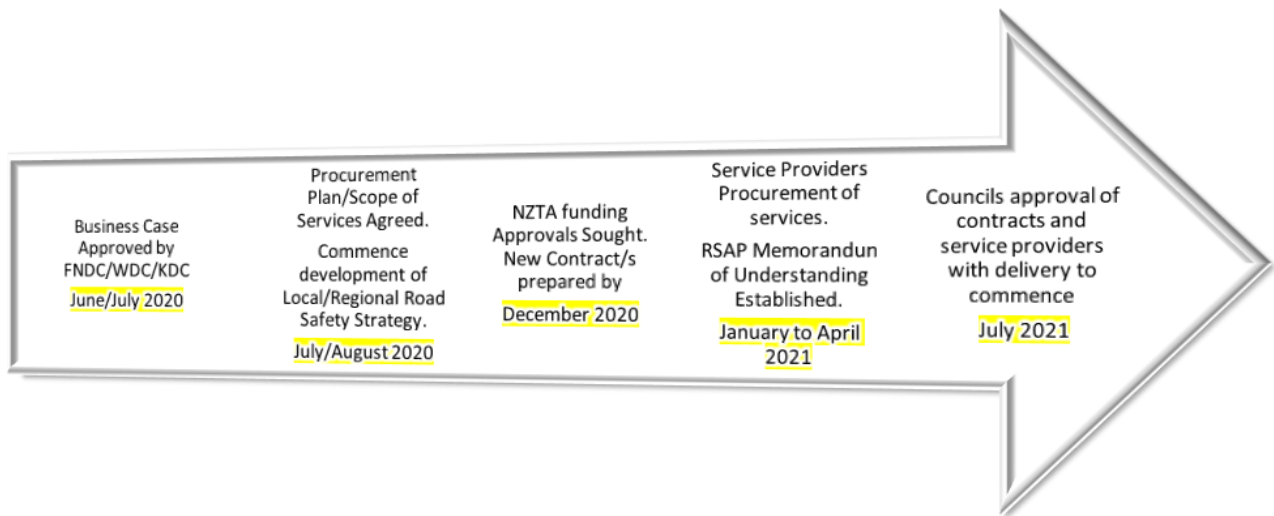 Business Case
Approved by
FNDC/WDC/KDC
June/July 2020
Procurement
Plan/Scope of
Services Agreed.
Commence
development of
Local/Regional Road
Safety Strategy.
July/August 2020
NZTA funding
Approvals Sought.
New Contract/s
prepared by
December 2020
Service Providers
Procurement of
services.
RSAP Memorandun
of Understanding
Established.
January to April
2021
Councils approval of
contracts and
service providers
with delivery to
commence
July 2021